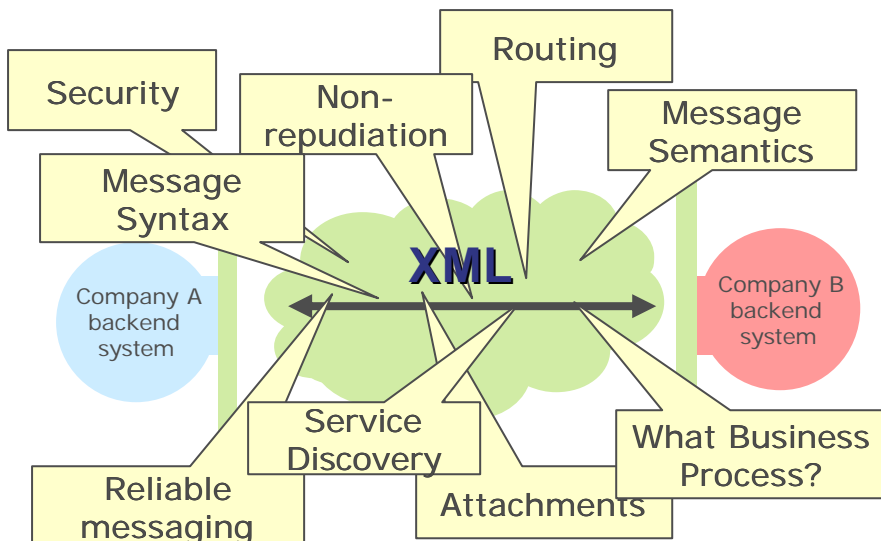 Routing
Security
Non-
repudiation
Message
Semantics
Message
Syntax
XML
Company A
backend
system
Company B
backend
system
Service
Discovery
What Business
Process?
Reliable
messaging
Attachments